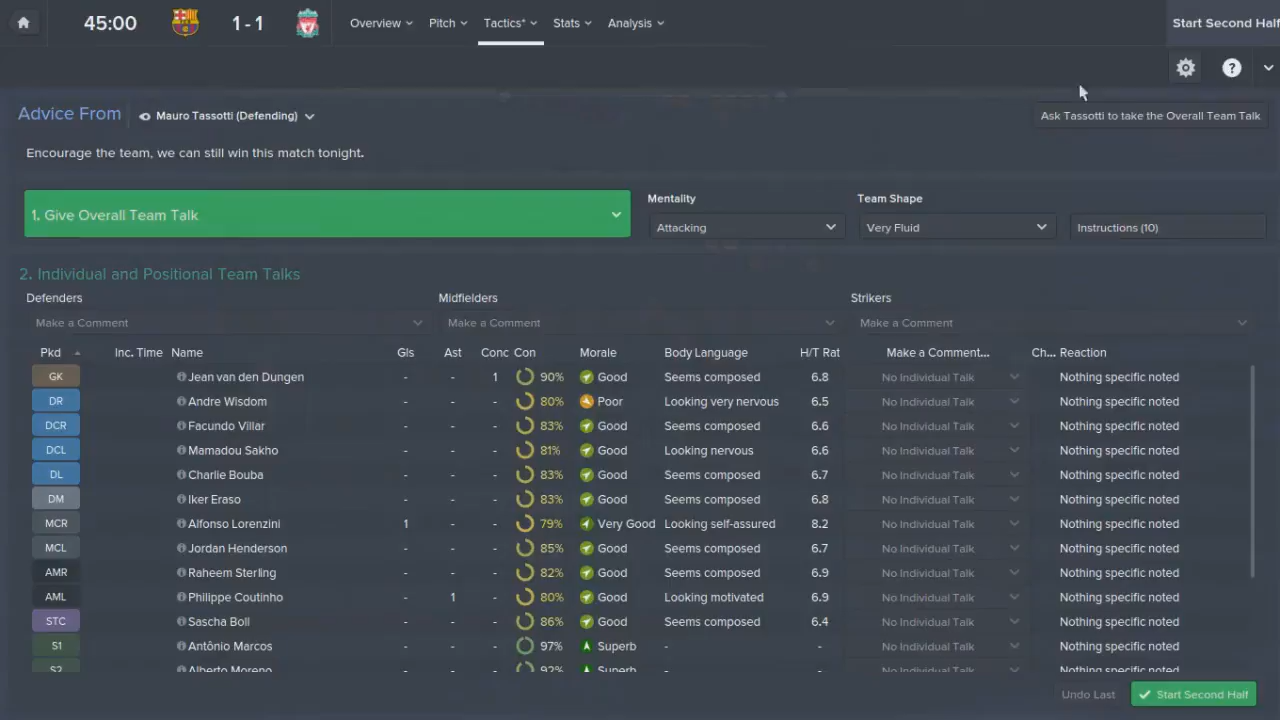 45:00 1 - 1 Overview Pitch Tactics* Stats Analysis Start Second Half
?
Advice From Mauro Tassotti (Defending) Ask Tassotti to take the Overall Team Talk
Encourage the team, we can still win this match tonight.
Mentality Team Shape
1. Give Overall Team Talk Attacking Very Fluid Instructions (10)
2. Individual and Positional Team Talks
Defenders Midfielders Strikers
Make a Comment Make a Comment Make a Comment
Pkd Inc. Time Name Gls Ast Conc Con Morale Body Language H/T Rat Make a Comment... Ch... Reaction
GK Jean van den Dungen - - 1 90% Good Seems composed 6.8 No Individual Talk Nothing specific noted
DR Andre Wisdom - - - 80% Poor Looking very nervous 6.5 No Individual Talk Nothing specific noted
DCR Facundo Villar - - - 83% Good Seems composed 6.6 No Individual Talk Nothing specific noted
DCL Mamadou Sakho - - - 81% Good Looking nervous 6.6 No Individual Talk Nothing specific noted
DL Charlie Bouba - - - 83% Good Seems composed 6.7 No Individual Talk Nothing specific noted
DM Iker Eraso - - - 83% Good Seems composed 6.8 No Individual Talk Nothing specific noted
MCR Alfonso Lorenzini 1 - - 79% Very Good Looking self-assured 8.2 No Individual Talk Nothing specific noted
MCL Jordan Henderson - - - 85% Good Seems composed 6.7 No Individual Talk Nothing specific noted
AMR Raheem Sterling - - - 82% Good Seems composed 6.9 No Individual Talk Nothing specific noted
AML Philippe Coutinho - 1 - 80% Good Looking motivated 6.9 No Individual Talk Nothing specific noted
STC Sascha Boll - - - 86% Good Seems composed 6.4 No Individual Talk Nothing specific noted
S1 Antônio Marcos - - - 97% Superb - - No Individual Talk Nothing specific noted
S2 Alberto Moreno - - - 92% Superb - - No Individual Talk Nothing specific noted
Undo Last Start Second Half